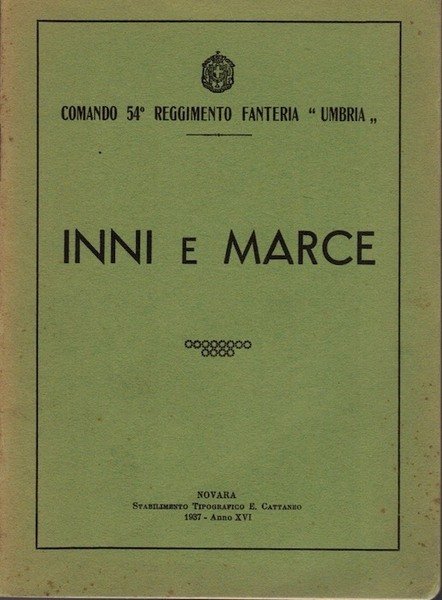 COMANDO 54° REGGIMENTO FANTERIA “ UMBRIA „
INNI E MARCE
NOVARA
STABILIMENTO TIPOGRAFICO E. CATTANEO
1937 - Anno XVI